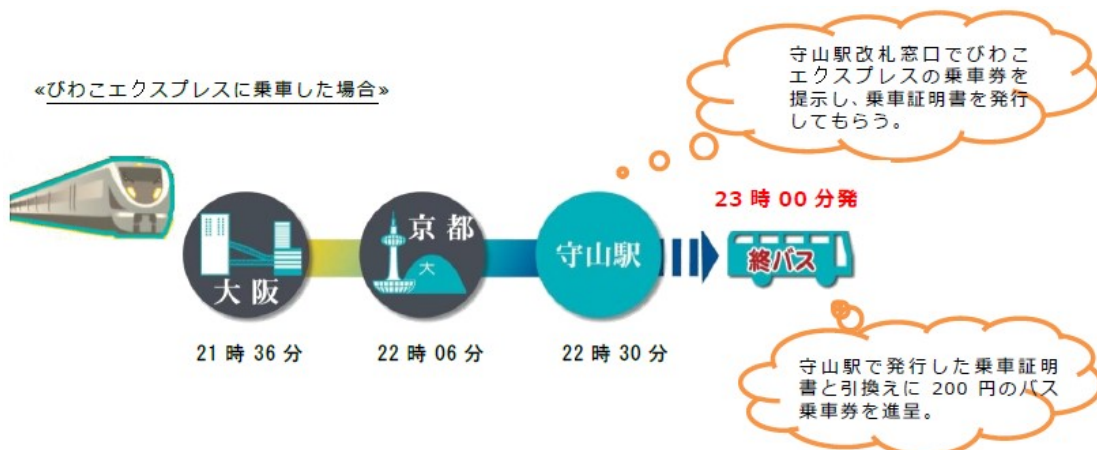 守山駅改札窓口でびわこ
エクスプレスの乗車券を
提示し、乗車証明書を発行
してもらう。
≪びわこエクスプレスに乗車した場合≫
23時00分発
大阪
京都
大
守山駅
終バス
21時36分
22時06分
22時30分
守山駅で発行した乗車証明
書と引換えに 200 円のバス
乗車券を進呈。